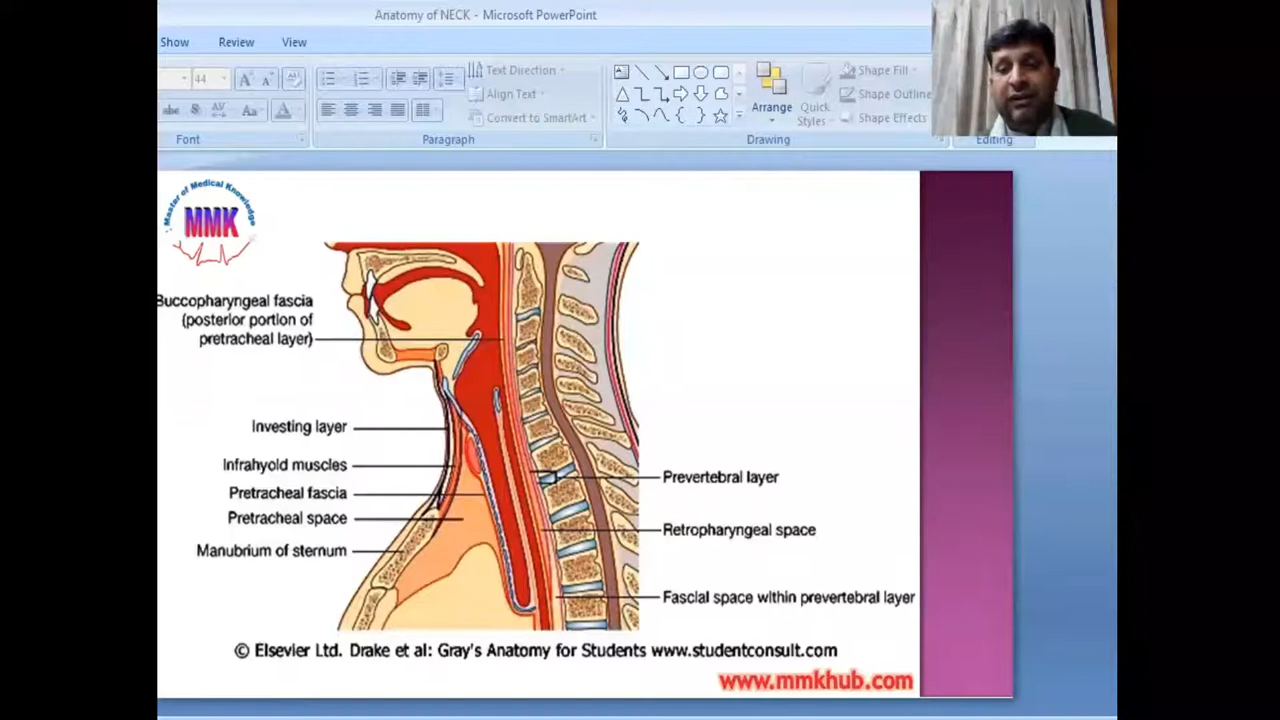 Anatomy of NECK - Microsoft PowerPoint
Show Review View
44
Text Direction
Align Text
Convert to SmartArt
Arrange
Quick Styles
Shape Fill
Shape Outline
Shape Effects
Font Paragraph Drawing Editing
Master of Medical Knowledge
MMK
Buccopharyngeal fascia
(posterior portion of
pretracheal layer)
Investing layer
Infrahyoid muscles
Pretracheal fascia
Pretracheal space
Manubrium of sternum
Prevertebral layer
Retropharyngeal space
Fascial space within prevertebral layer
© Elsevier Ltd. Drake et al: Gray's Anatomy for Students www.studentconsult.com
www.mmkhub.com